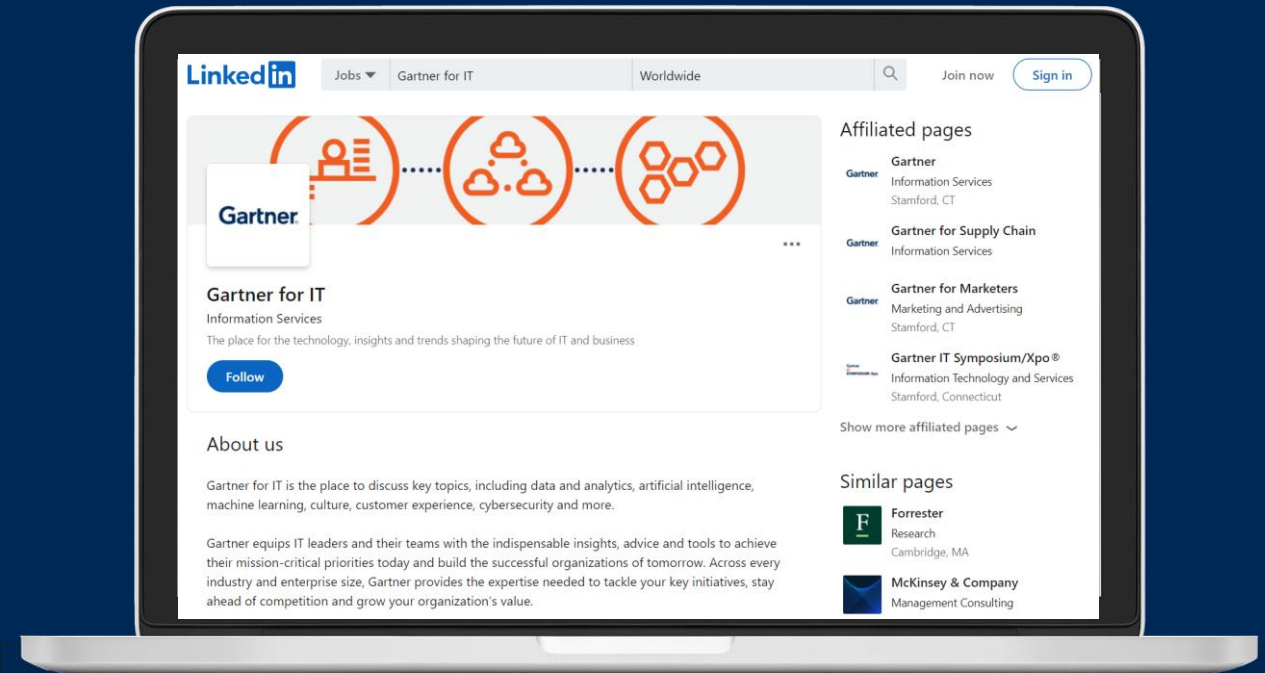 LinkedIn
Jobs
Gartner for IT
Worldwide
Join now
Sign in
Gartner
Gartner for IT
Information Services
The place for the technology, insights and trends shaping the future of IT and business
Follow
About us
Gartner for IT is the place to discuss key topics, including data and analytics, artificial intelligence,
machine learning, culture, customer experience, cybersecurity and more.
Gartner equips IT leaders and their teams with the indispensable insights, advice and tools to achieve
their mission-critical priorities today and build the successful organizations of tomorrow. Across every
industry and enterprise size, Gartner provides the expertise needed to tackle your key initiatives, stay
ahead of competition and grow your organization's value.
Affiliated pages
Gartner
Gartner
Information Services
Stamford, CT
Gartner
Gartner for Supply Chain
Information Services
Gartner
Gartner for Marketers
Marketing and Advertising
Stamford, CT
Gartner IT Symposium/Xpo®
Information Technology and Services
Stamford, Connecticut
Show more affiliated pages
Similar pages
F
Forrester
Research
Cambridge, MA
McKinsey & Company
Management Consulting